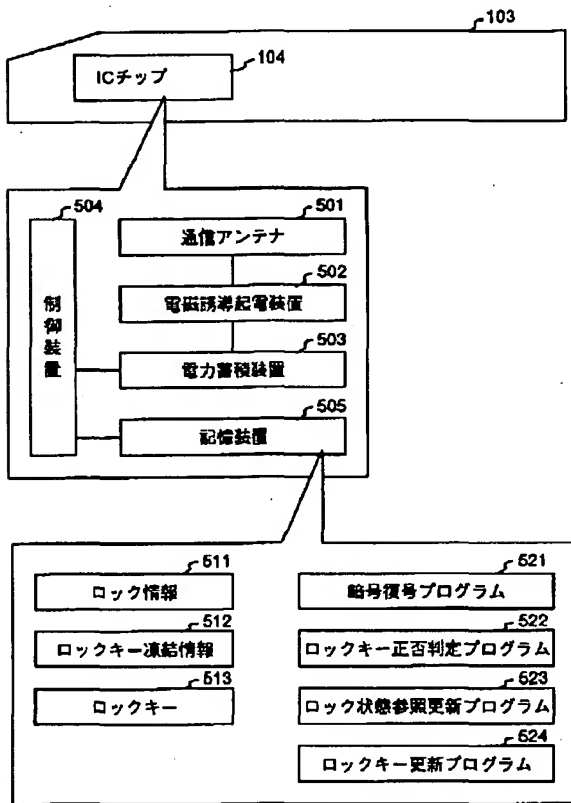 103
104
ICチップ
504
501
通信アンテナ
502
電磁誘導起電装置
制御装置
503
電力蓄積装置
505
記憶装置
511
ロック情報
521
暗号復号プログラム
512
ロックキー凍結情報
522
ロックキー正否判定プログラム
513
ロックキー
523
ロック状態参照更新プログラム
524
ロックキー更新プログラム